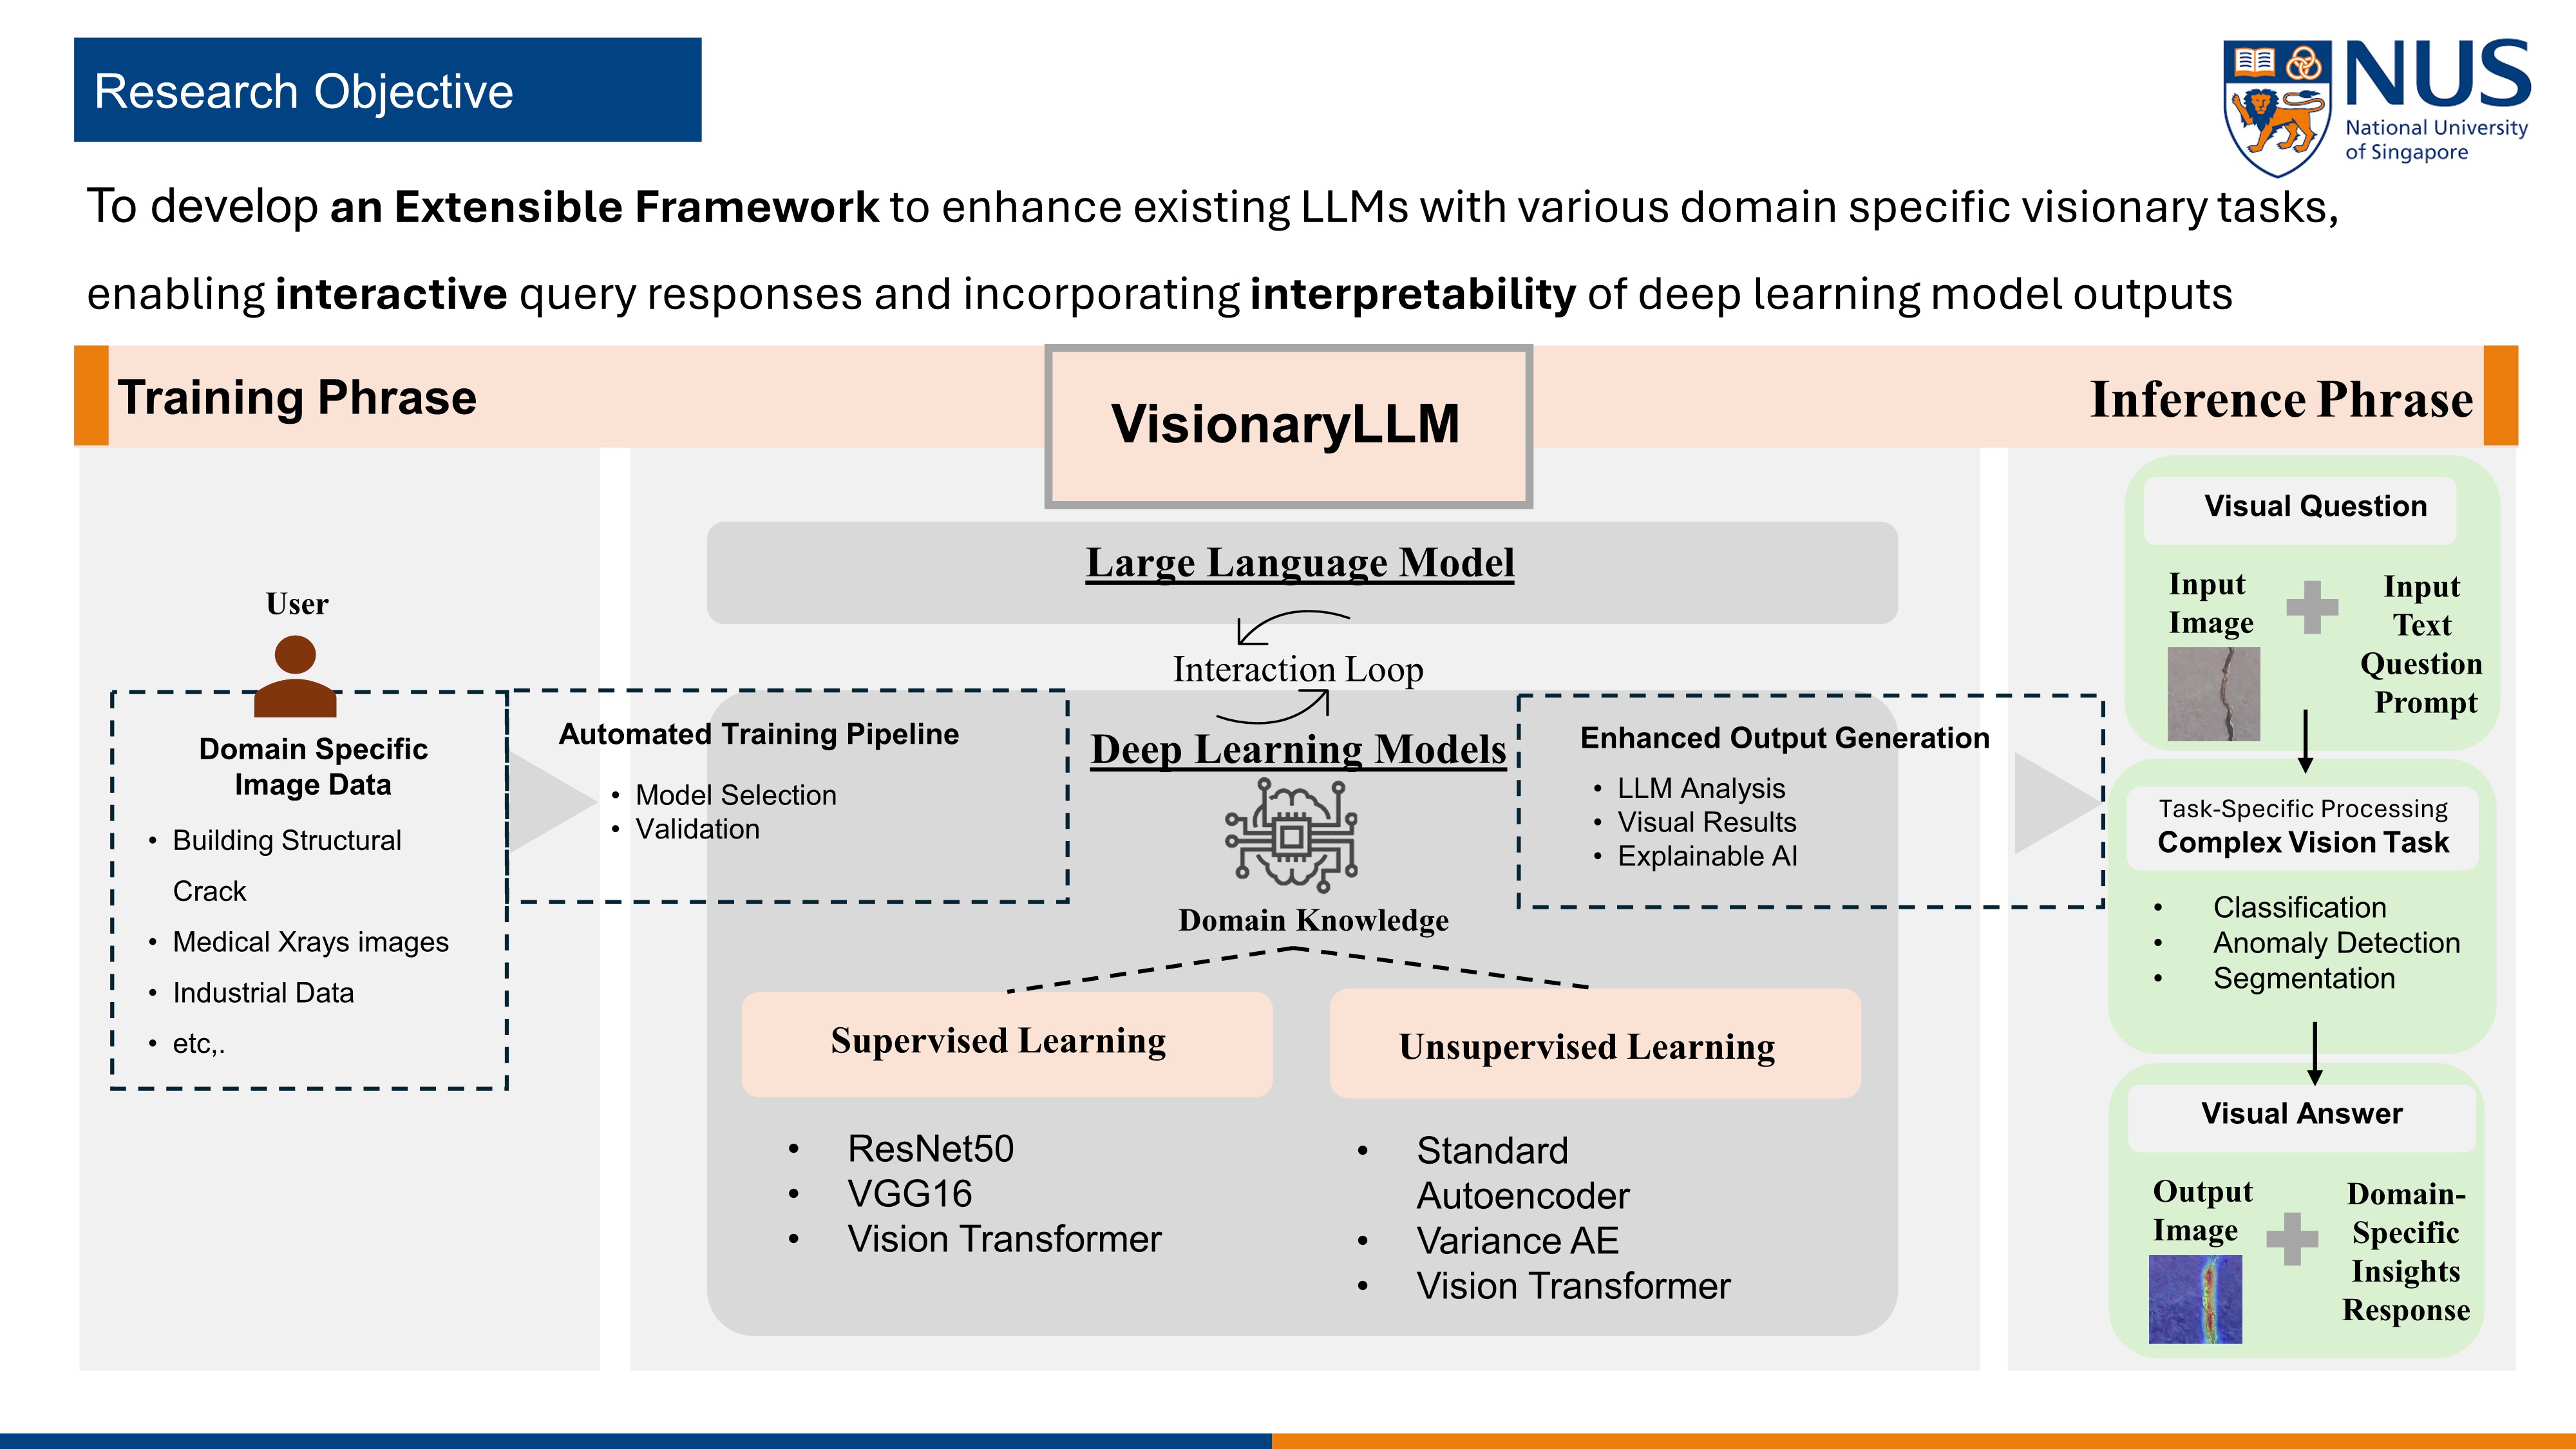 Research Objective
NUS
National University
of Singapore
To develop an Extensible Framework to enhance existing LLMs with various domain specific visionary tasks,
enabling interactive query responses and incorporating interpretability of deep learning model outputs
Training Phrase
VisionaryLLM
Inference Phrase
User
Domain Specific
Image Data
• Building Structural
Crack
• Medical Xrays images
• Industrial Data
• etc,.
Automated Training Pipeline
• Model Selection
• Validation
Large Language Model
Interaction Loop
Deep Learning Models
Domain Knowledge
Supervised Learning
• ResNet50
• VGG16
• Vision Transformer
Unsupervised Learning
• Standard
Autoencoder
• Variance AE
• Vision Transformer
Enhanced Output Generation
• LLM Analysis
• Visual Results
• Explainable AI
Visual Question
Input
Image
Input
Text
Question
Prompt
Task-Specific Processing
Complex Vision Task
• Classification
• Anomaly Detection
• Segmentation
Visual Answer
Output
Image
Domain-
Specific
Insights
Response